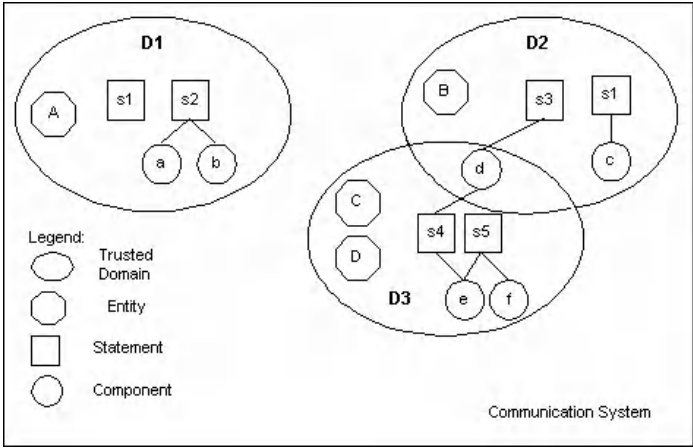 D1
D2
A
s1
s2
B
s3
s1
a
b
d
c
C
s4
s5
D
D3
e
f
Legend:
Trusted
Domain
Entity
Statement
Component
Communication System